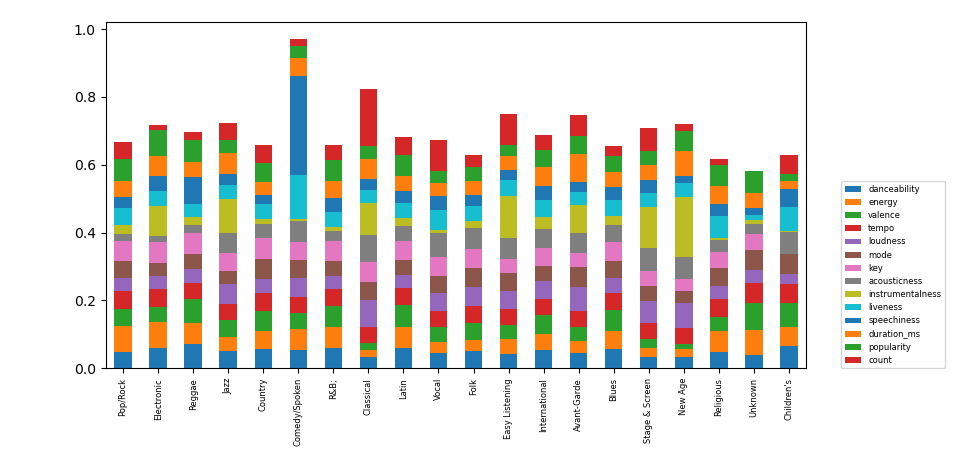 1.0
0.8
0.6
0.4
0.2
0.0
Pop/Rock
Electronic
Reggae
Jazz
Country
Comedy/Spoken
R&B;
Classical
Latin
Vocal
Folk
Easy Listening
International
Avant-Garde
Blues
Stage & Screen
New Age
Religious
Unknown
Children's
danceability
energy
valence
tempo
loudness
mode
key
acousticness
instrumentalness
liveness
speechiness
duration_ms
popularity
count